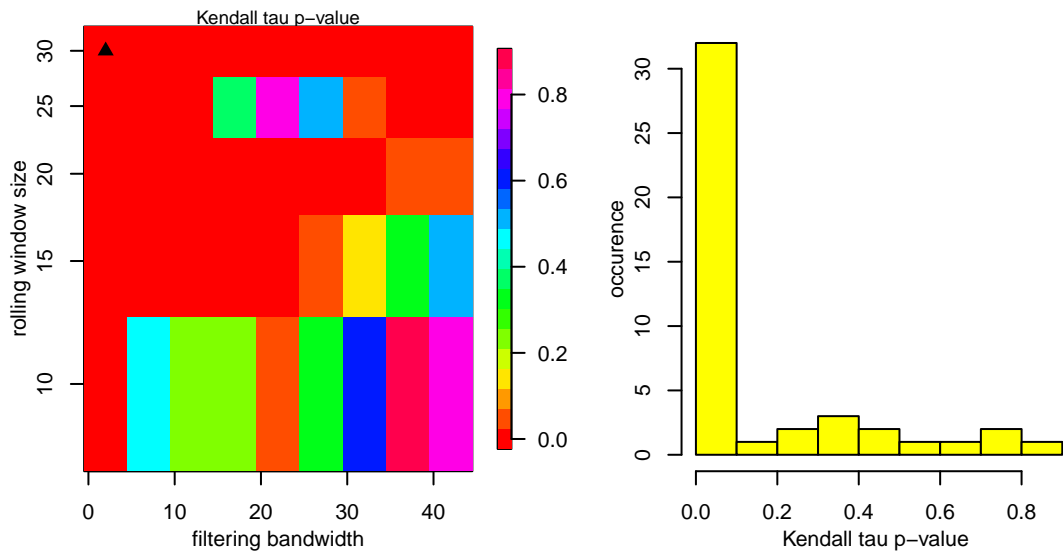 Kendall tau p−value
rolling window size
30
25
20
15
10
0 10 20 30 40
filtering bandwidth
0.8
0.6
0.4
0.2
0.0
occurence
30
25
20
15
10
5
0
0.0 0.2 0.4 0.6 0.8
Kendall tau p−value